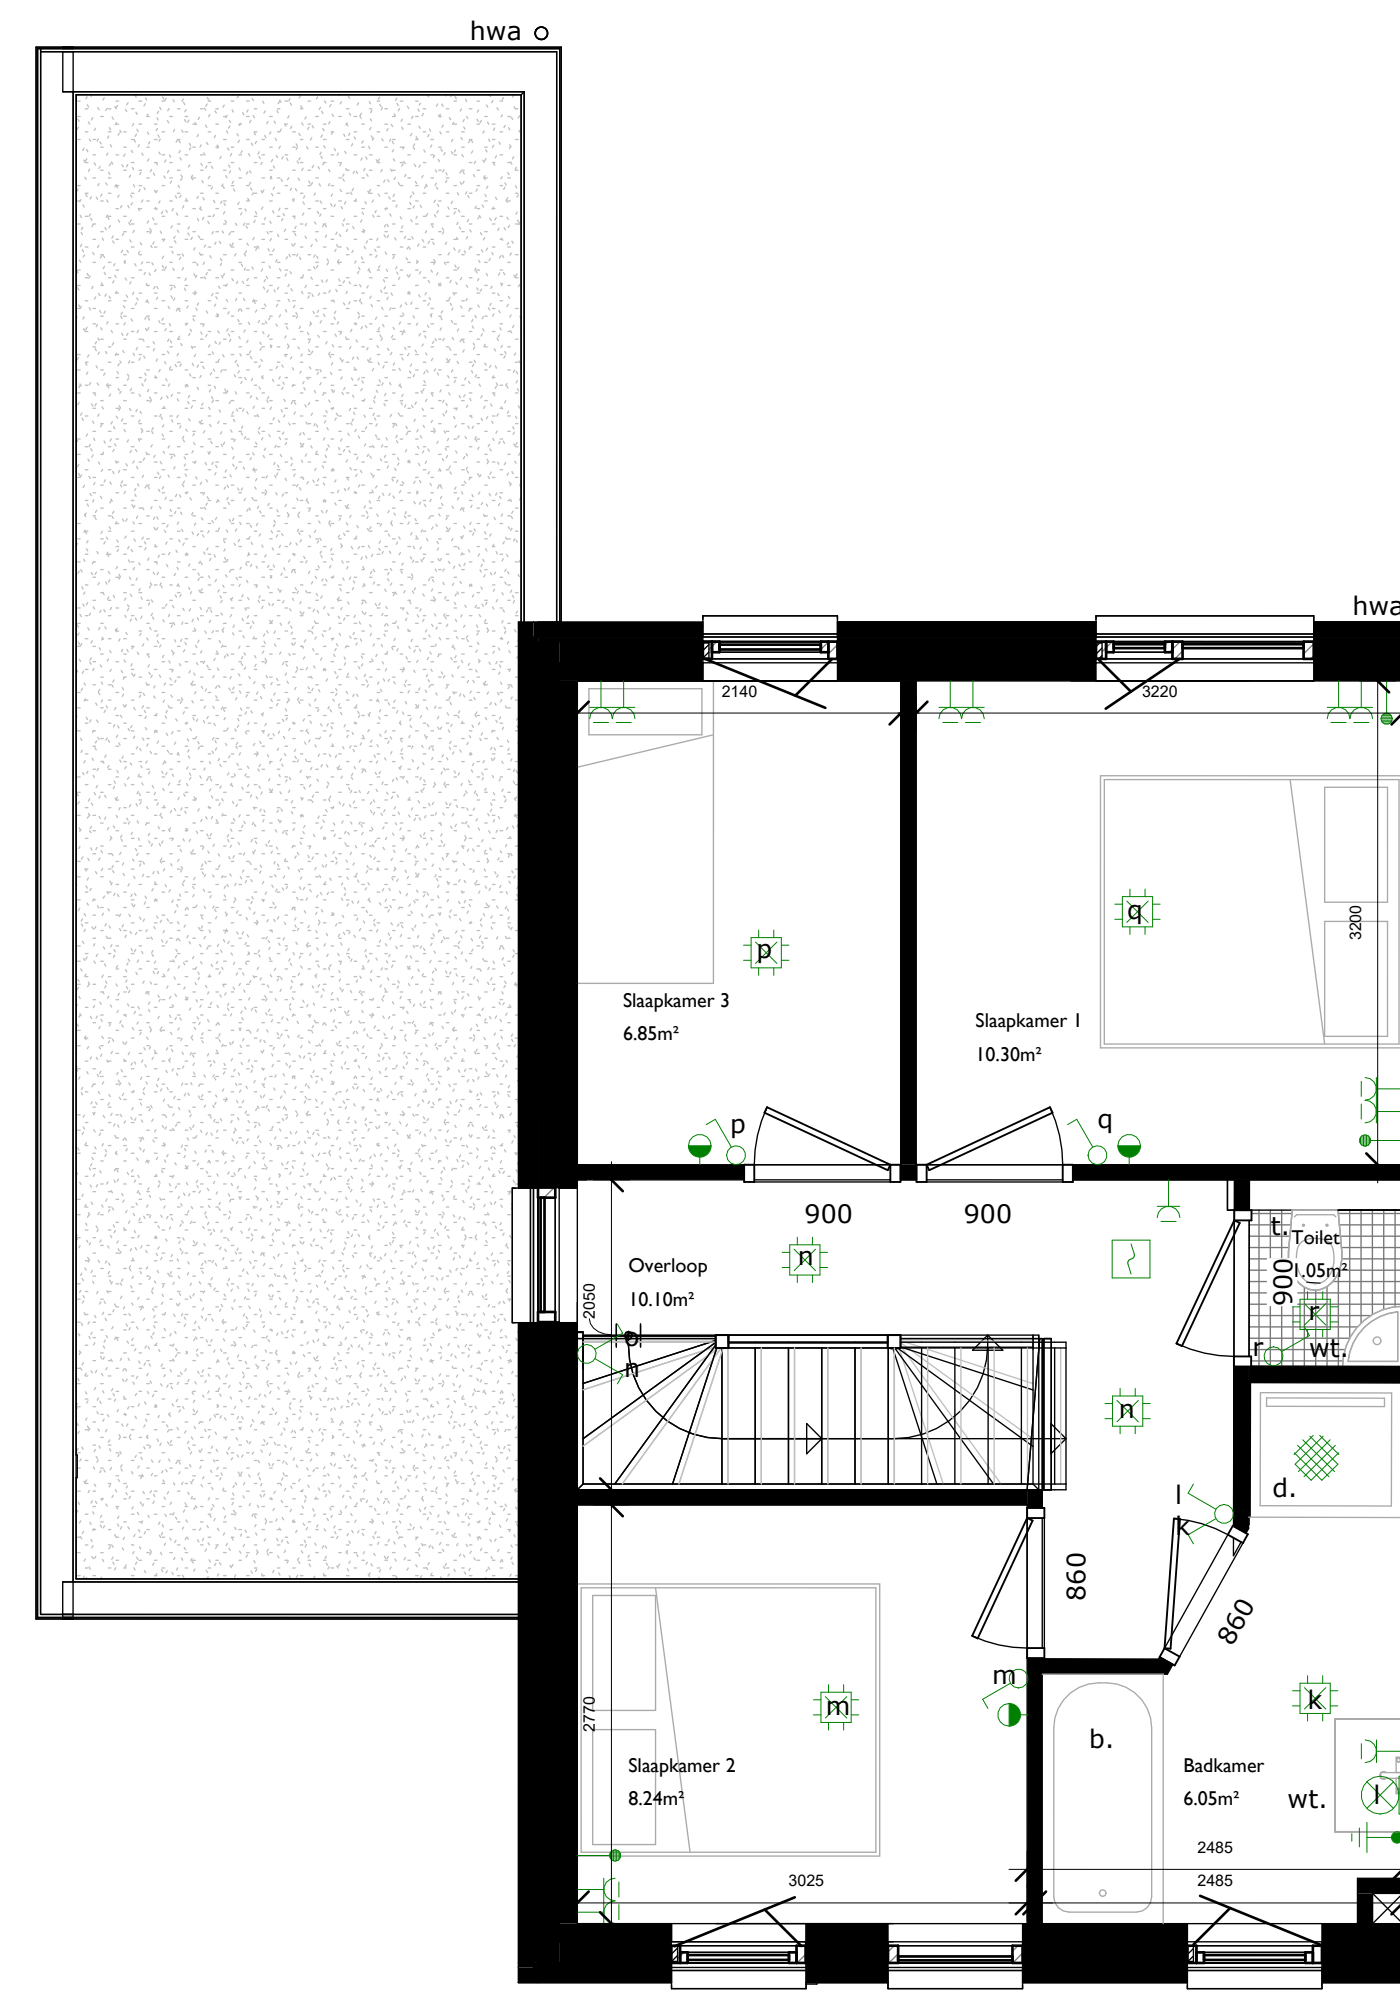 hwa
hwa
2140
3220
q
3200
p
Slaapkamer 3
6.85m²
Slaapkamer 1
10.30m²
p
q
900
900
t.
Toilet
1.05m²
900
n
Overloop
10.10m²
2050
r
r
wt.
n
n
d.
l
k
860
860
m
m
k
2770
b.
Slaapkamer 2
8.24m²
Badkamer
6.05m²
wt.
l
2485
3025
2485